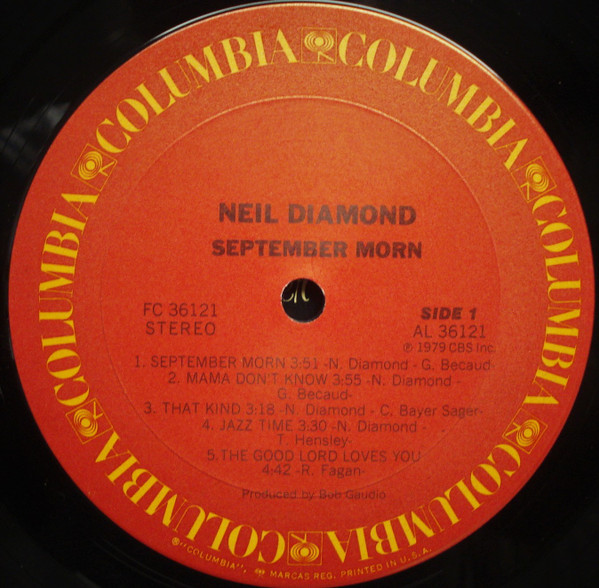 COLUMBIA COLUMBIA COLUMBIA COLUMBIA COLUMBIA COLUMBIA
NEIL DIAMOND
SEPTEMBER MORN
FC 36121
STEREO
SIDE 1
AL 36121
℗ 1979 CBS Inc.
1. SEPTEMBER MORN 3:51 -N. Diamond - G. Becaud-
2. MAMA DON'T KNOW 3:55 -N. Diamond -
G. Becaud-
3. THAT KIND 3:18 -N. Diamond - C. Bayer Sager-
4. JAZZ TIME 3:30 -N. Diamond -
T. Hensley-
5. THE GOOD LORD LOVES YOU
4:42 -R. Fagan-
Produced by Bob Gaudio
®"COLUMBIA", MARCAS REG. PRINTED IN U.S.A.